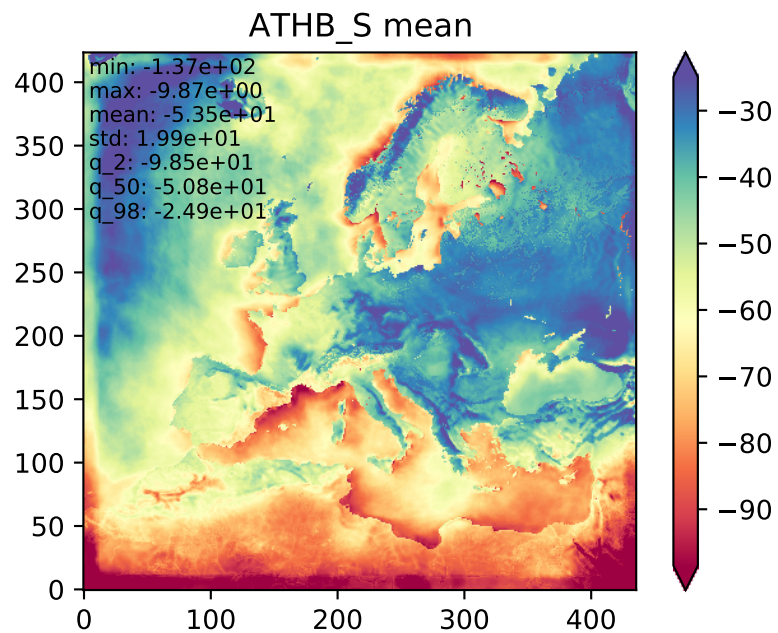 ATHB_S mean
min: -1.37e+02
max: -9.87e+00
mean: -5.35e+01
std: 1.99e+01
q_2: -9.85e+01
q_50: -5.08e+01
q_98: -2.49e+01
400
350
300
250
200
150
100
50
0
0 100 200 300 400
−30
−40
−50
−60
−70
−80
−90